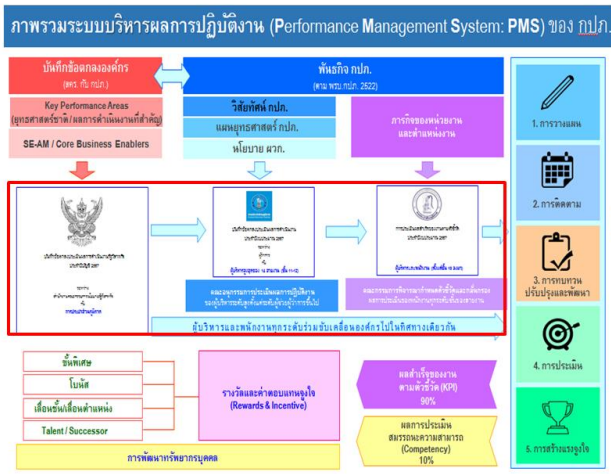 ภาพรวมระบบบริหารผลการปฏิบัติงาน (Performance Management System: PMS) ของ กปภ.
บันทึกข้อตกลงองค์กร
(สคร. กับ กปภ.)
พันธกิจ กปภ.
(ตาม พรบ.กปภ. 2522)
Key Performance Areas
(ยุทธศาสตร์ชาติ / ผลการดำเนินงานที่สำคัญ)
SE-AM / Core Business Enablers
วิสัยทัศน์ กปภ.
แผนยุทธศาสตร์ กปภ.
นโยบาย ผวก.
ภารกิจของหน่วยงาน
และตำแหน่งงาน
1. การวางแผน
2. การติดตาม
3. การทบทวน
ปรับปรุงและพัฒนา
4. การประเมิน
5. การสร้างแรงจูงใจ
ผู้บริหารและพนักงานทุกระดับร่วมขับเคลื่อนองค์กรไปในทิศทางเดียวกัน
ขั้นพิเศษ
โบนัส
เลื่อนขั้น/เลื่อนตำแหน่ง
Talent / Successor
รางวัลและค่าตอบแทนจูงใจ
(Rewards & Incentive)
การพัฒนาทรัพยากรบุคคล
ผลสำเร็จของงาน
ตามตัวชี้วัด (KPI)
90%
ผลการประเมิน
สมรรถนะความสามารถ
(Competency)
10%